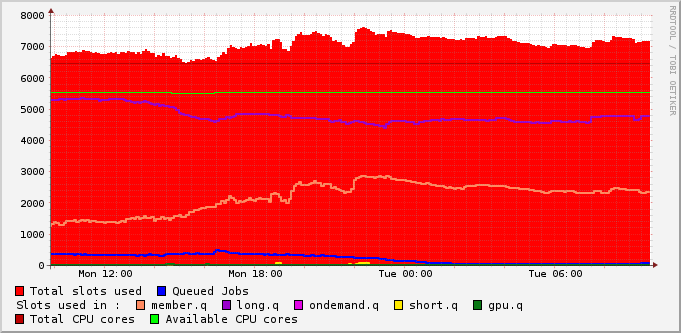 RRDTOOL / TOBI OETIKER
8000
7000
6000
5000
4000
3000
2000
1000
0
Mon 12:00 Mon 18:00 Tue 00:00 Tue 06:00
Total slots used Queued Jobs
Slots used in : member.q long.q ondemand.q short.q gpu.q
Total CPU cores Available CPU cores